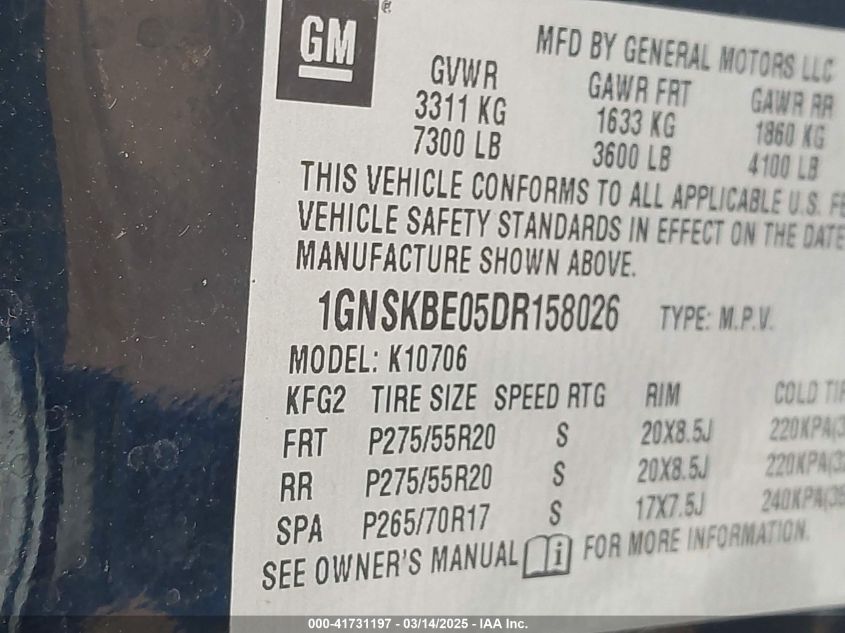 GM®
MFD BY GENERAL MOTORS LLC
GVWR GAWR FRT GAWR RR
3311 KG 1633 KG 1860 KG
7300 LB 3600 LB 4100 LB
THIS VEHICLE CONFORMS TO ALL APPLICABLE U.S.
VEHICLE SAFETY STANDARDS IN EFFECT ON THE DATE
MANUFACTURE SHOWN ABOVE.
1GNSKBE05DR158026 TYPE: M.P.V.
MODEL: K10706
KFG2 TIRE SIZE SPEED RTG RIM COLD
FRT P275/55R20 S 20X8.5J 220KPA
RR P275/55R20 S 20X8.5J 220KPA
SPA P265/70R17 S 17X7.5J 240KPA
SEE OWNER'S MANUAL i FOR MORE INFORMATION.
000-41731197 - 03/14/2025 - IAA Inc.